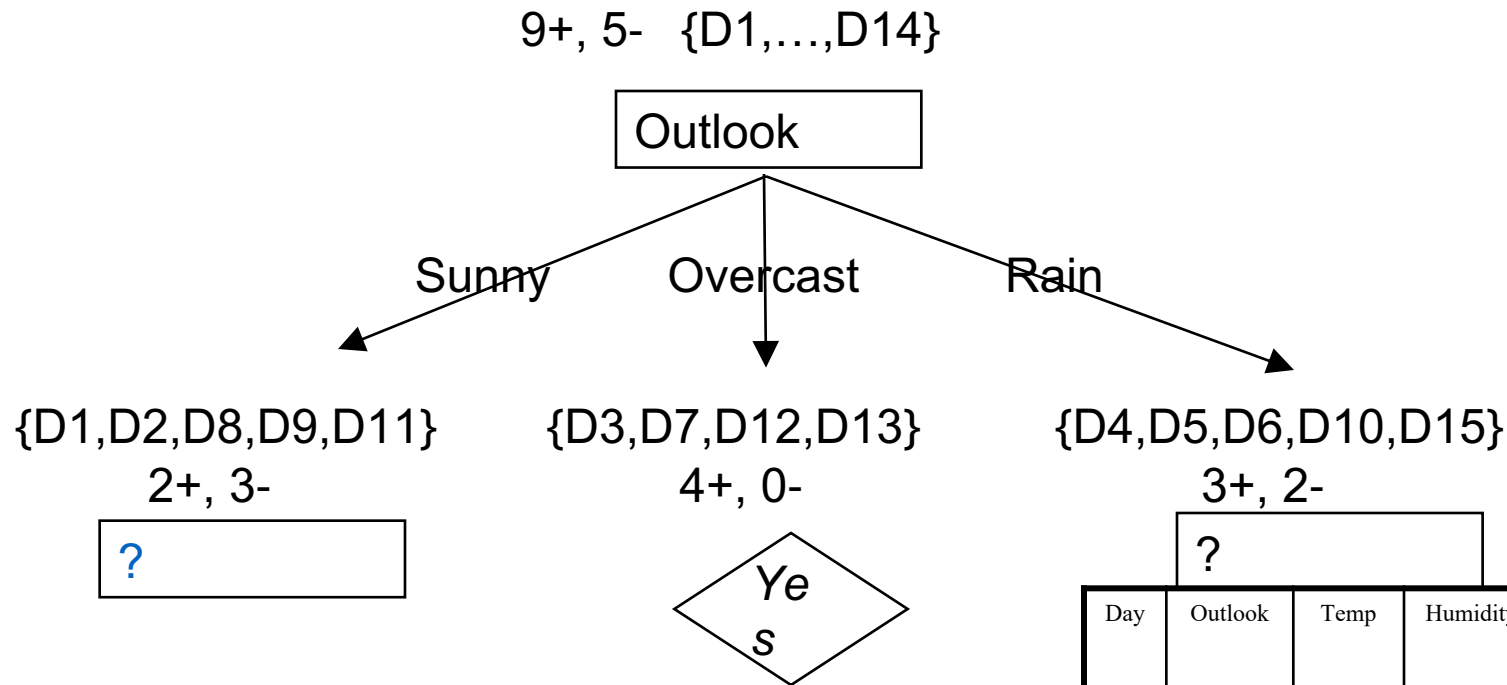 9+, 5- {D1,…,D14}
Outlook
Sunny Overcast Rain
{D1,D2,D8,D9,D11} {D3,D7,D12,D13} {D4,D5,D6,D10,D15}
2+, 3- 4+, 0- 3+, 2-
? ?
Ye
s
Day Outlook Temp Humidity